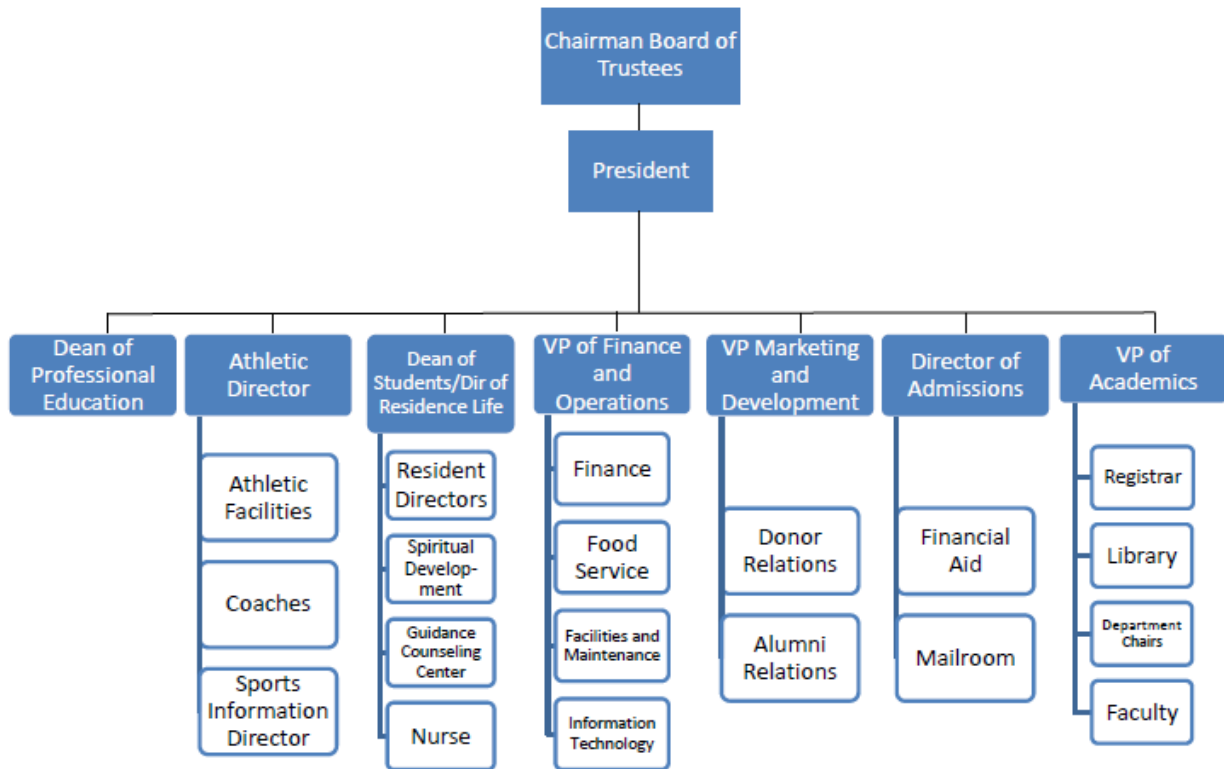 Chairman Board of
Trustees
President
Dean of
Professional
Education
Athletic
Director
Dean of
Students/Dir of
Residence Life
VP of Finance
and
Operations
VP Marketing
and
Development
Director of
Admissions
VP of
Academics
Athletic
Facilities
Coaches
Sports
Information
Director
Resident
Directors
Spiritual
Develop-
ment
Guidance
Counseling
Center
Nurse
Finance
Food
Service
Facilities and
Maintenance
Information
Technology
Donor
Relations
Alumni
Relations
Financial
Aid
Mailroom
Registrar
Library
Department
Chairs
Faculty